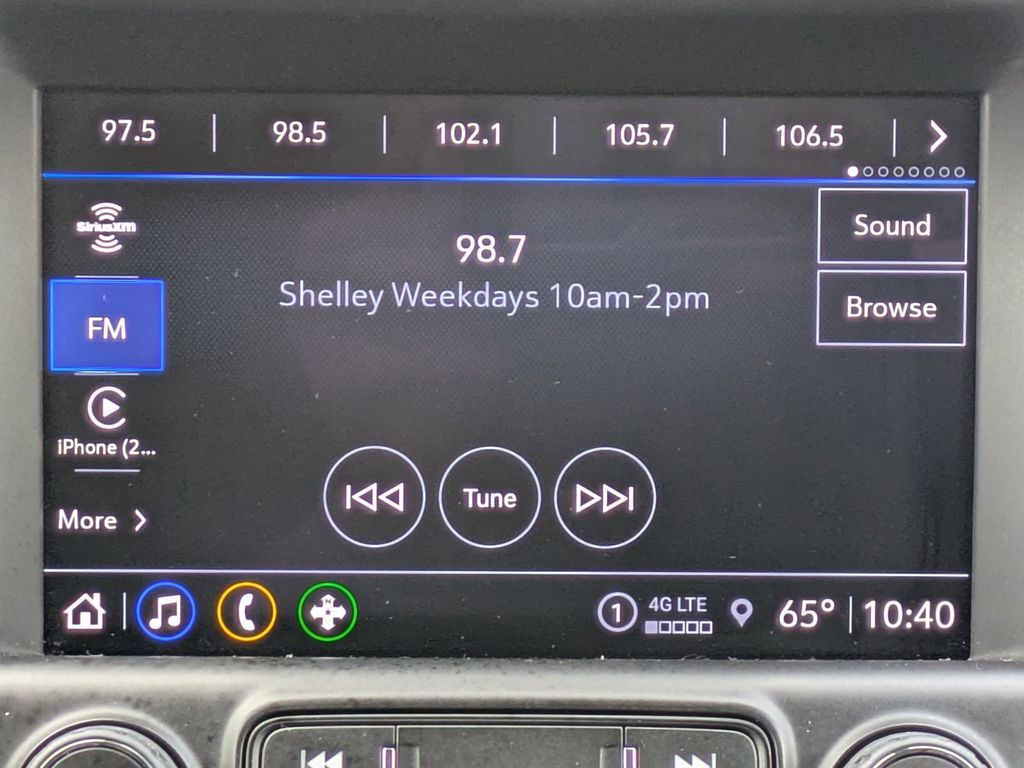 97.5 98.5 102.1 105.7 106.5
SiriusXM
98.7
Sound
Shelley Weekdays 10am-2pm
FM
Browse
iPhone (2...
Tune
More
N
1 4G LTE 65° 10:40